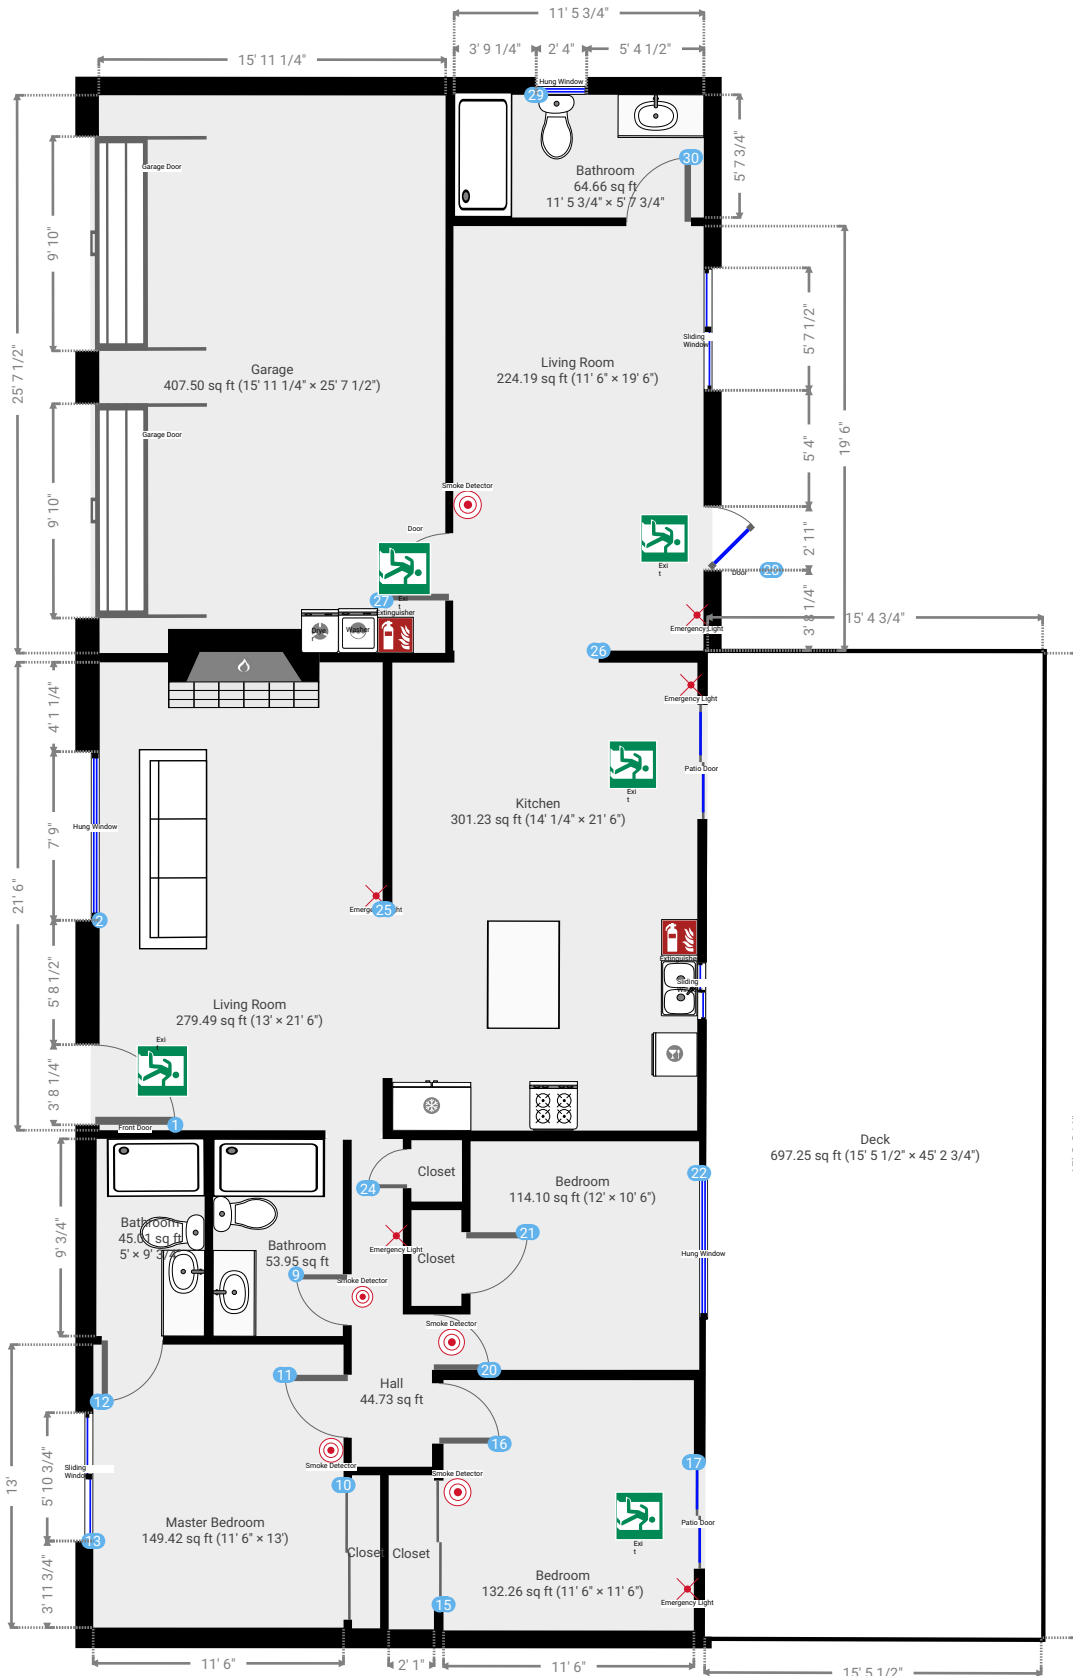 11' 5 3/4"
3' 9 1/4"
2' 4"
5' 4 1/2"
15' 11 1/4"
Hung Window
29
30
Bathroom
64.66 sq ft
11' 5 3/4" × 5' 7 3/4"
5' 7 3/4"
Garage Door
9' 10"
25' 7 1/2"
Sliding
Window
5' 7 1/2"
Living Room
224.19 sq ft (11' 6" × 19' 6")
Garage
407.50 sq ft (15' 11 1/4" × 25' 7 1/2")
Garage Door
9' 10"
5' 4"
19' 6"
Smoke Detector
Door
Exi
t
27
Extinguisher
Exi
t
2' 11"
Door
28
Dryer
Washer
Emergency Light
3' 8 1/4"
15' 4 3/4"
26
Emergency Light
4' 1 1/4"
Patio Door
Exi
t
Kitchen
301.23 sq ft (14' 1/4" × 21' 6")
Hung Window
7' 9"
21' 6"
2
Emergency Light
25
Extinguisher
Sliding
5' 8 1/2"
Living Room
279.49 sq ft (13' × 21' 6")
Exi
t
3' 8 1/4"
Front Door
1
Deck
697.25 sq ft (15' 5 1/2" × 45' 2 3/4")
Closet
24
Bedroom
114.10 sq ft (12' × 10' 6")
22
Bathroom
45.01 sq ft
5' × 9' 3/4"
9' 3/4"
Bathroom
53.95 sq ft
Emergency Light
Closet
21
Hung Window
9
Smoke Detector
Smoke Detector
20
11
12
Hall
44.73 sq ft
16
13'
5' 10 3/4"
Sliding
Window
Smoke Detector
10
Smoke Detector
17
Patio Door
Master Bedroom
149.42 sq ft (11' 6" × 13')
13
Closet
Closet
Exi
t
Bedroom
132.26 sq ft (11' 6" × 11' 6")
Emergency Light
15
3' 11 3/4"
11' 6"
2' 1"
11' 6"
15' 5 1/2"